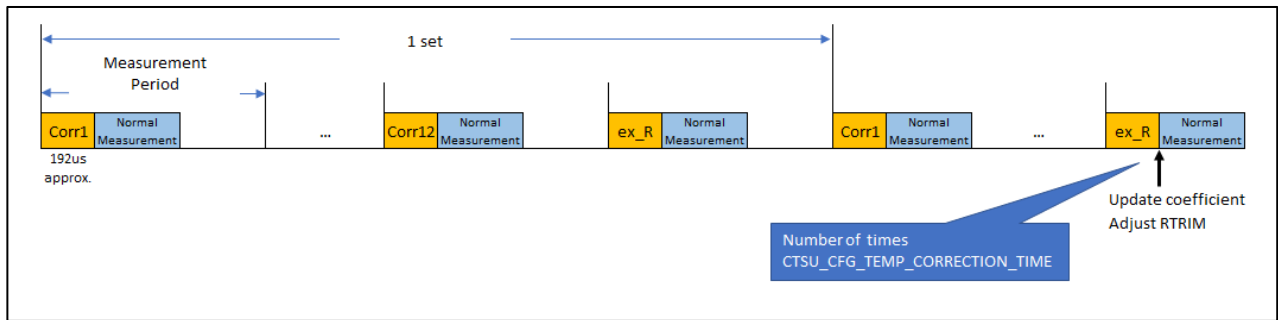 1 set
Measurement
Period
Corr1
Normal
Measurement
...
Corr12
Normal
Measurement
ex_R
Normal
Measurement
Corr1
Normal
Measurement
...
ex_R
Normal
Measurement
192us
approx.
Update coefficient
Adjust RTRIM
Number of times
CTSU_CFG_TEMP_CORRECTION_TIME